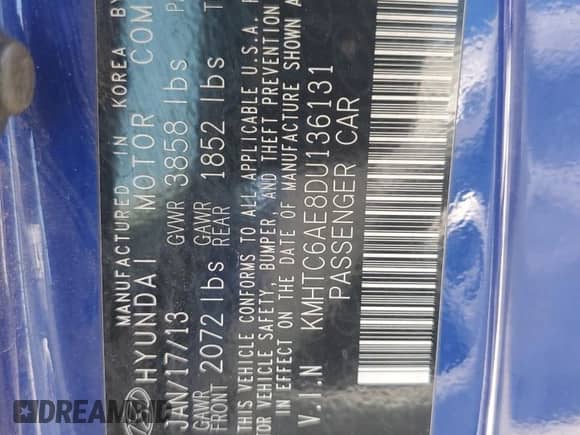 MANUFACTURED IN KOREA BY
HYUNDAI MOTOR COM
JAN/17/13 GVWR 3858 lbs
GAWR FRONT 2072 lbs GAWR REAR 1852 lbs
THIS VEHICLE CONFORMS TO ALL APPLICABLE U.S.A. F
OTOR VEHICLE SAFETY, BUMPER, AND THEFT PREVENTION
IN EFFECT ON THE DATE OF MANUFACTURE SHOWN A
V.I.N KMHTC6AE8DU136131
PASSENGER CAR